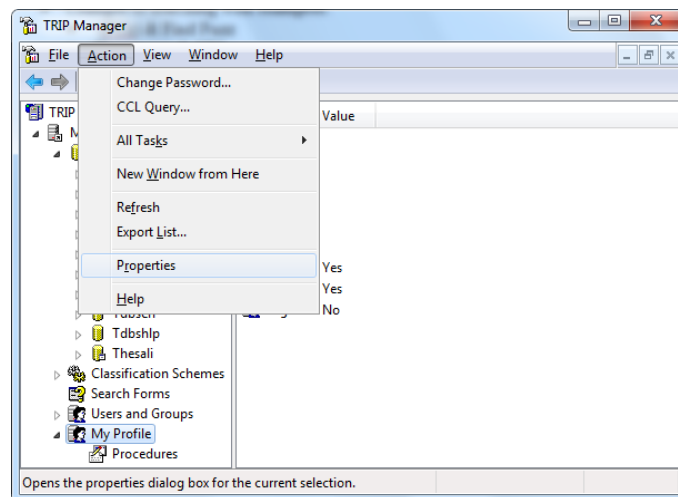 TRIP Manager
File Action View Window Help
Change Password...
CCL Query...
All Tasks
New Window from Here
Refresh
Export List...
Properties
Help
TRIP
Value
Yes
Yes
No
Tdbshlp
Thesali
Classification Schemes
Search Forms
Users and Groups
My Profile
Procedures
Opens the properties dialog box for the current selection.